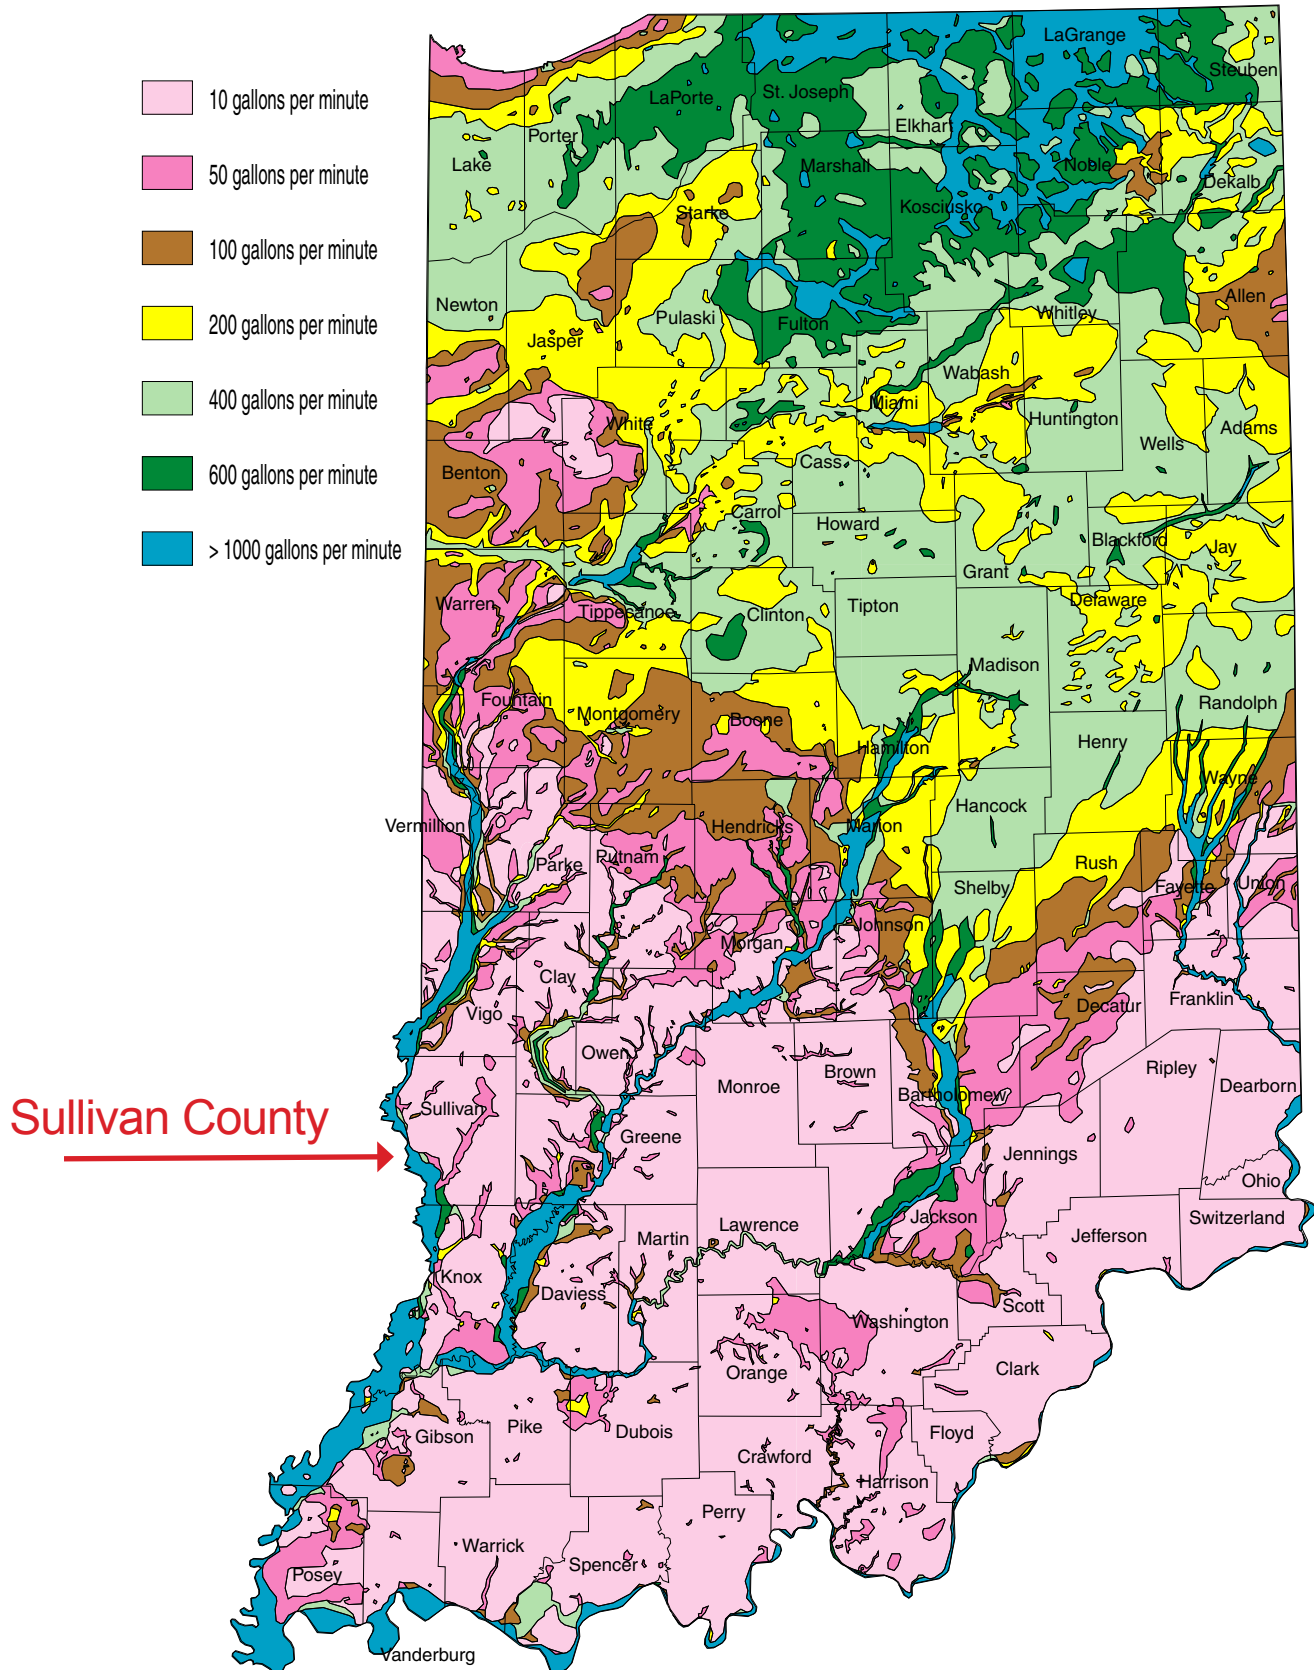 10 gallons per minute
50 gallons per minute
100 gallons per minute
200 gallons per minute
400 gallons per minute
600 gallons per minute
> 1000 gallons per minute
Sullivan County
LaGrange
Steuben
LaPorte
St. Joseph
Elkhart
Porter
Lake
Marshall
Noble
Dekalb
Kosciusko
Starke
Newton
Allen
Pulaski
Fulton
Whitley
Jasper
Wabash
Miami
White
Huntington
Adams
Wells
Benton
Cass
Carrol
Howard
Blackford
Jay
Grant
Warren
Tippecanoe
Clinton
Tipton
Delaware
Madison
Fountain
Montgomery
Boone
Randolph
Hamilton
Henry
Wayne
Hancock
Vermillion
Hendricks
Marion
Parke
Putnam
Rush
Shelby
Fayette
Union
Morgan
Johnson
Clay
Vigo
Decatur
Franklin
Owen
Monroe
Brown
Ripley
Dearborn
Bartholomew
Sullivan
Greene
Jennings
Ohio
Lawrence
Jackson
Switzerland
Martin
Jefferson
Knox
Daviess
Scott
Washington
Orange
Clark
Pike
Gibson
Dubois
Floyd
Crawford
Harrison
Perry
Warrick
Spencer
Posey
Vanderburg